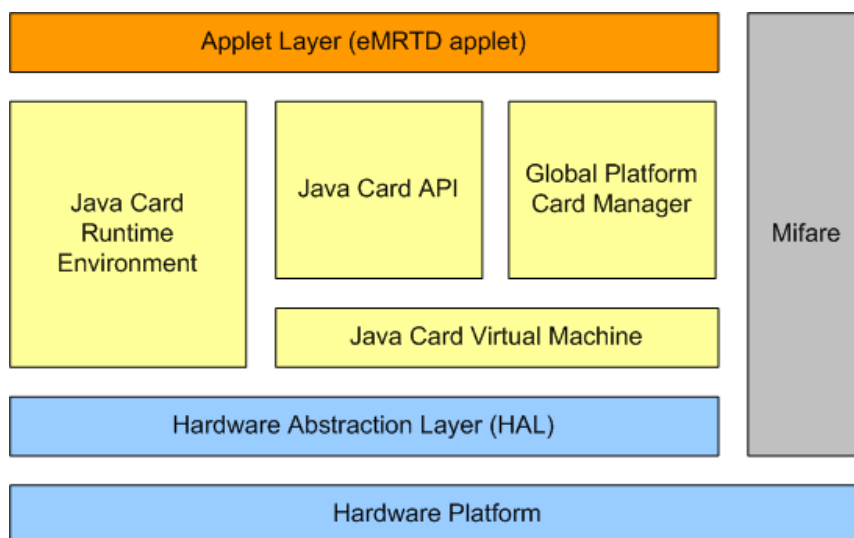 Applet Layer (eMRTD applet)
Java Card
Runtime
Environment
Java Card API
Global Platform
Card Manager
Mifare
Java Card Virtual Machine
Hardware Abstraction Layer (HAL)
Hardware Platform